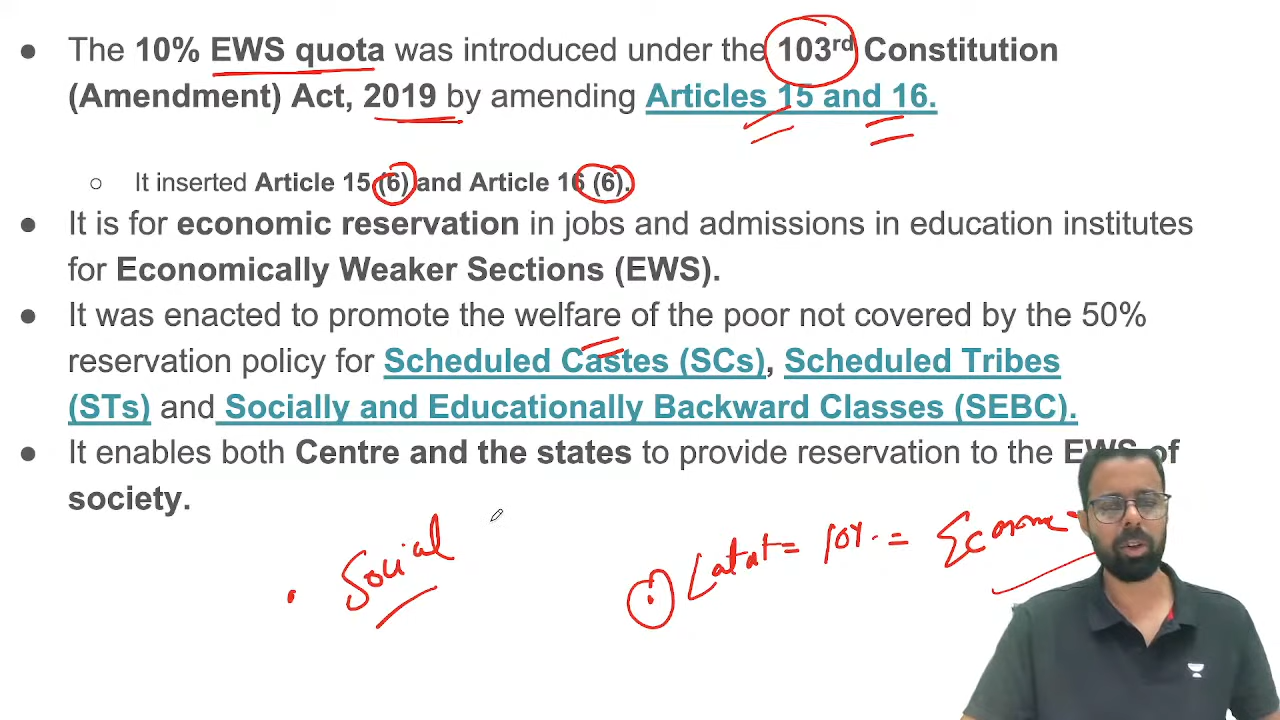 The 10% EWS quota was introduced under the 103rd Constitution
(Amendment) Act, 2019 by amending Articles 15 and 16.
It inserted Article 15 (6) and Article 16 (6).
It is for economic reservation in jobs and admissions in education institutes
for Economically Weaker Sections (EWS).
It was enacted to promote the welfare of the poor not covered by the 50%
reservation policy for Scheduled Castes (SCs), Scheduled Tribes
(STs) and Socially and Educationally Backward Classes (SEBC).
It enables both Centre and the states to provide reservation to the EWS of
society.
Social
= 10% =